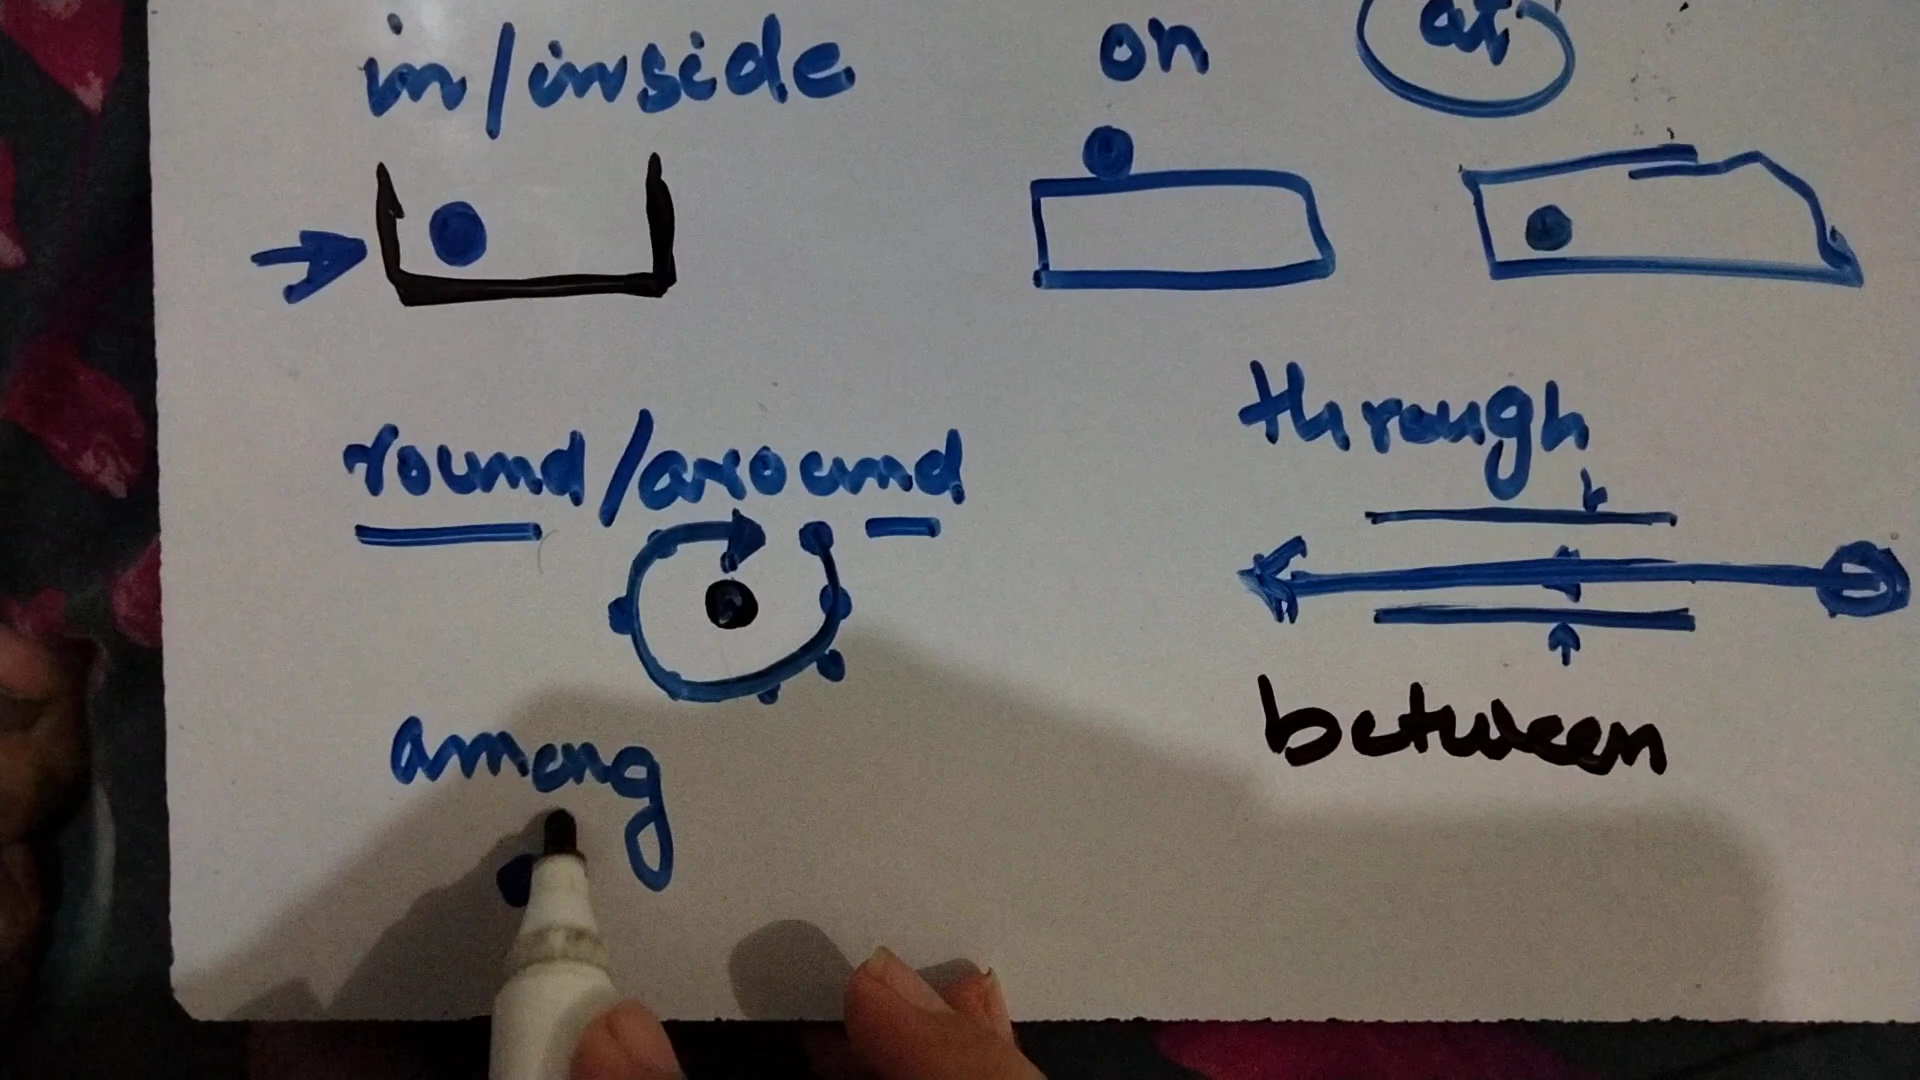 in/inside on at
round/around through
among between